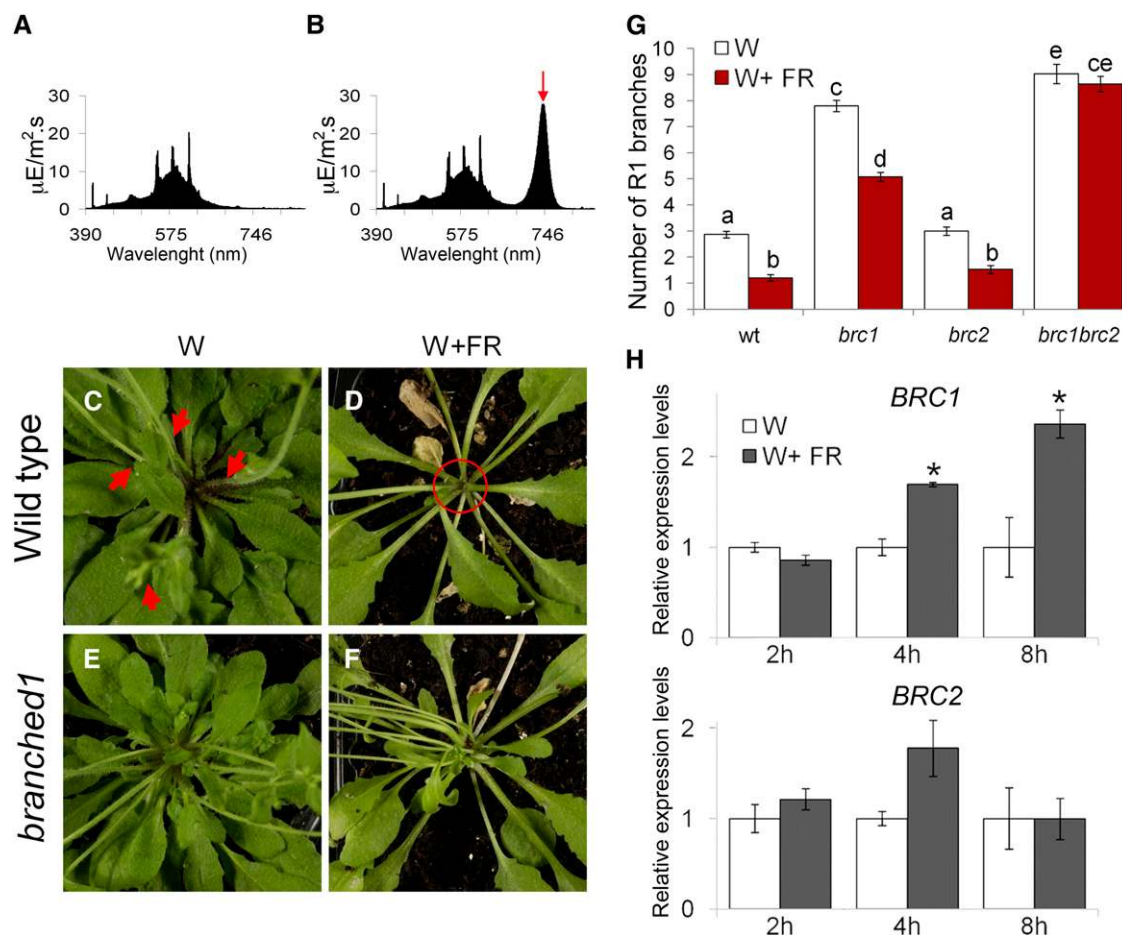 A
30
20
10
0
µE/m².s
390
575
746
Wavelenght (nm)
B
30
20
10
0
µE/m².s
390
575
746
Wavelenght (nm)
W
W+FR
Wild type
C
D
branched1
E
F
G
W
W+ FR
Number of R1 branches
10
9
8
7
6
5
4
3
2
1
0
a
b
c
d
a
b
e
ce
wt
brc1
brc2
brc1brc2
H
BRC1
W
W+ FR
Relative expression levels
2
1
0
*
*
2h
4h
8h
BRC2
Relative expression levels
2
1
0
2h
4h
8h